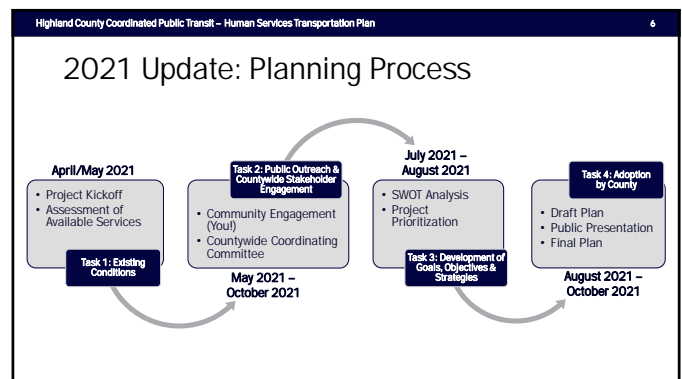 Highland County Coordinated Public Transit – Human Services Transportation Plan 6
2021 Update: Planning Process
April/May 2021
• Project Kickoff
• Assessment of
Available Services
Task 1: Existing
Conditions
Task 2: Public Outreach &
Countywide Stakeholder
Engagement
• Community Engagement
(You!)
• Countywide Coordinating
Committee
May 2021 –
October 2021
July 2021 –
August 2021
• SWOT Analysis
• Project
Prioritization
Task 3: Development of
Goals, Objectives &
Strategies
Task 4: Adoption
by County
• Draft Plan
• Public Presentation
• Final Plan
August 2021 –
October 2021